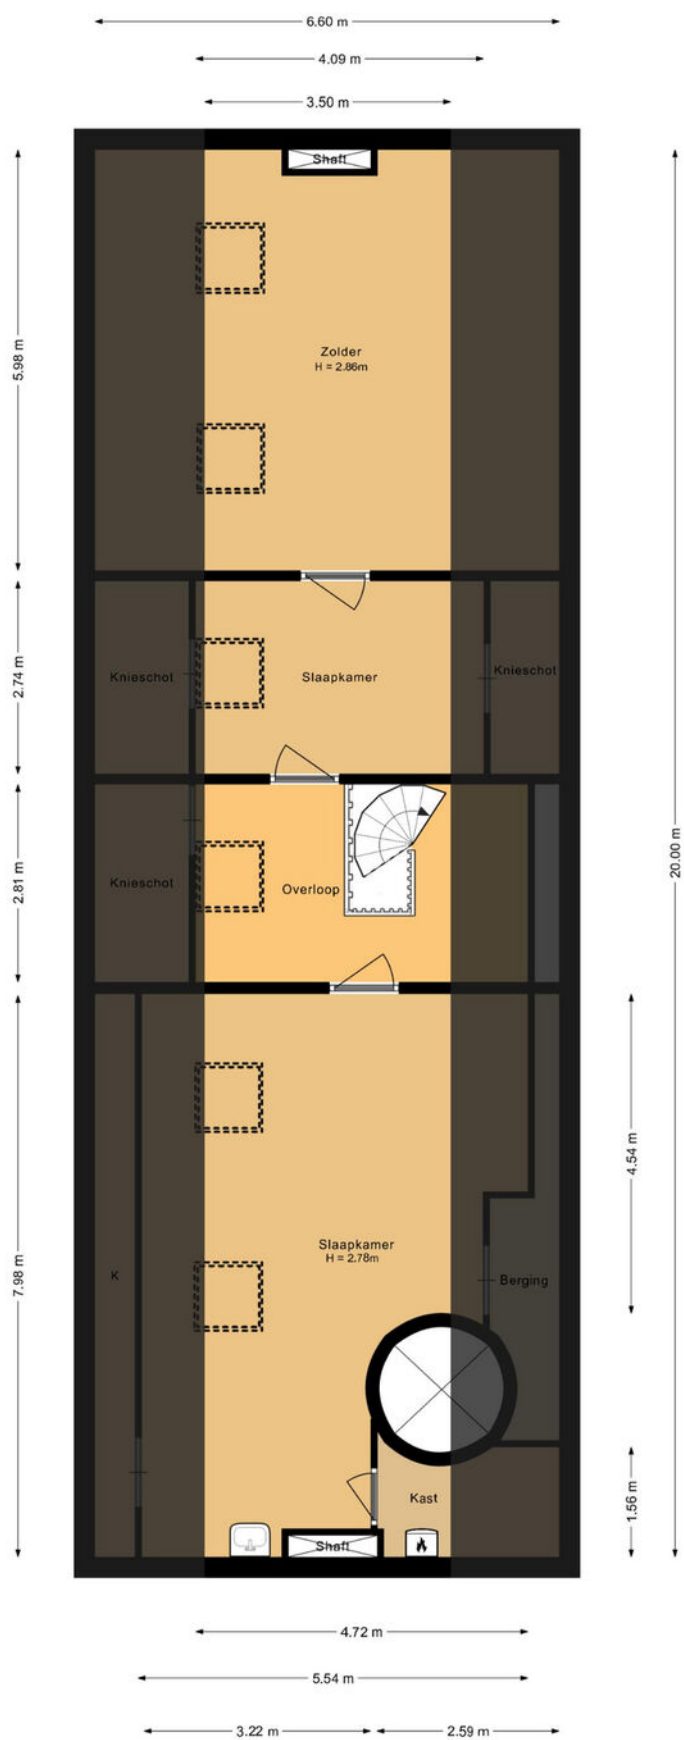 6.60 m
4.09 m
3.50 m
Shaft
5.98 m
Zolder
H = 2.86m
2.74 m
Knieschot
Slaapkamer
Knieschot
20.00 m
2.81 m
Knieschot
Overloop
4.54 m
7.98 m
Slaapkamer
H = 2.78m
K
Berging
Kast
1.56 m
Shaft
4.72 m
5.54 m
3.22 m
2.59 m